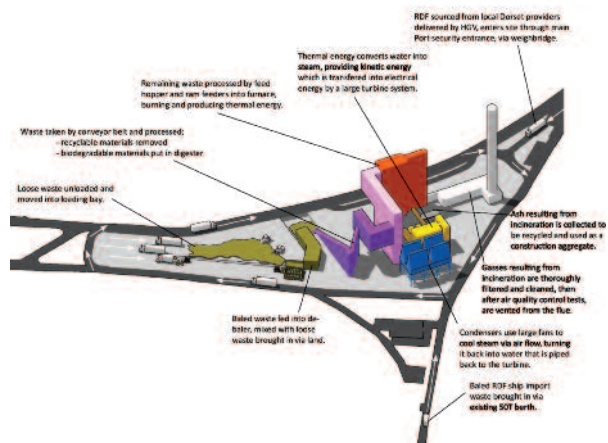 RDF sourced from local Dorset providers
delivered by HGV, enters site through main
Port security entrance, via weighbridge.
Thermal energy converts water into
steam, providing kinetic energy
which is transfered into electrical
energy by a large turbine system.
Remaining waste processed by feed
hopper and ram feeders into furnace,
burning and producing thermal energy.
Waste taken by conveyor belt and processed;
- recyclable materials removed
- biodegradable materials put in digester
Loose waste unloaded and
moved into loading bay.
Ash resulting from
incineration is collected to
be recycled and used as a
construction aggregate.
Gasses resulting from
incineration are thoroughly
filtered and cleaned, then
after air quality control tests,
are vented from the flue.
Baled waste fed into de-
baler, mixed with loose
waste brought in via land.
Condensers use large fans to
cool steam via air flow, turning
it back into water that is piped
back to the turbine.
Baled RDF ship import
waste brought in via
existing SDT berth.